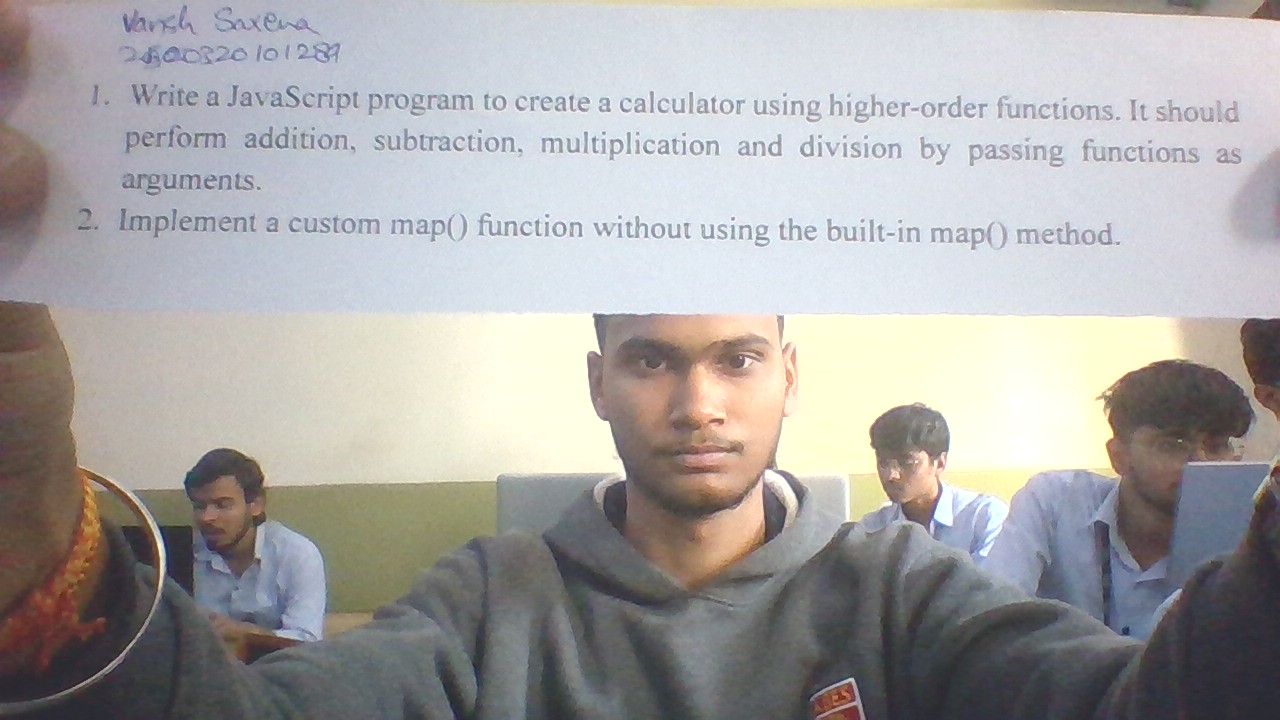 Vansh Saxena
1. Write a JavaScript program to create a calculator using higher-order functions. It should
perform addition, subtraction, multiplication and division by passing functions as
arguments.
2. Implement a custom map() function without using the built-in map() method.